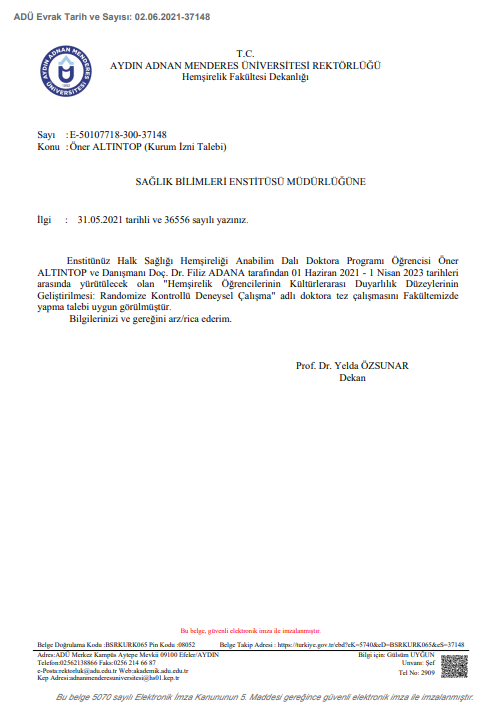 ADÜ Evrak Tarih ve Sayısı: 02.06.2021-37148
T.C.
AYDIN ADNAN MENDERES ÜNİVERSİTESİ REKTÖRLÜĞÜ
Hemşirelik Fakültesi Dekanlığı
AYDIN ADNAN MENDERES
ÜNİVERSİTESİ
Sayı : E-50107718-300-37148
Konu : Öner ALTINTOP (Kurum İzni Talebi)
SAĞLIK BİLİMLERİ ENSTİTÜSÜ MÜDÜRLÜĞÜNE
İlgi : 31.05.2021 tarihli ve 36556 sayılı yazınız.
Enstitünüz Halk Sağlığı Hemşireliği Anabilim Dalı Doktora Programı Öğrencisi Öner
ALTINTOP ve Danışmanı Doç. Dr. Filiz ADANA tarafından 01 Haziran 2021 - 1 Nisan 2023 tarihleri
arasında yürütülecek olan "Hemşirelik Öğrencilerinin Kültürlerarası Duyarlılık Düzeylerinin
Geliştirilmesi: Randomize Kontrollü Deneysel Çalışma" adlı doktora tez çalışmasını Fakültemizde
yapma talebi uygun görülmüştür.
Bilgilerinizi ve gereğini arz/rica ederim.
Prof. Dr. Yelda ÖZSUNAR
Dekan
Bu belge, güvenli elektronik imza ile imzalanmıştır.
Belge Doğrulama Kodu :BSRKURK065 Pin Kodu :08052 Belge Takip Adresi : https://turkiye.gov.tr/ebd?eK=5740&eD=BSRKURK065&eS=37148
Adres:ADÜ Merkez Kampüs Aytepe Mevkii 09100 Efeler/AYDIN Bilgi için: Gülsüm UYĞUN
Telefon:02562138866 Faks:0256 214 66 87 Unvanı: Şef
e-Posta:rektorluk@adu.edu.tr Web:akademik.adu.edu.tr
Kep Adresi:adnanmenderesuniversitesi@hs01.kep.tr Tel No: 2909
Bu belge 5070 sayılı Elektronik İmza Kanununun 5. Maddesi gereğince güvenli elektronik imza ile imzalanmıştır.